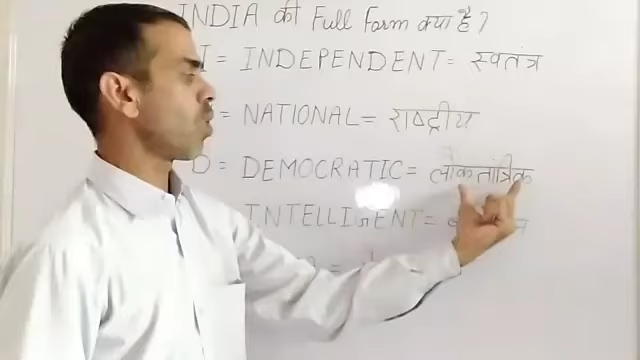 INDIA की Full Form क्या है?
I = INDEPENDENT = स्वतंत्र
= NATIONAL = राष्ट्रीय
D = DEMOCRATIC = लोकतांत्रिक
INTELLIGENT =
=